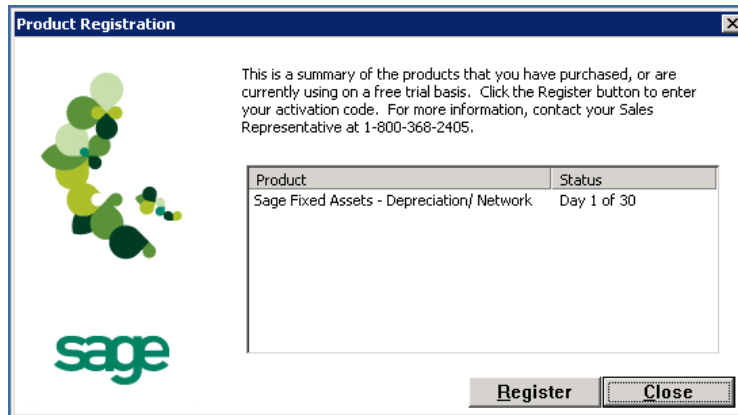 Product Registration
This is a summary of the products that you have purchased, or are
currently using on a free trial basis.  Click the Register button to enter
your activation code.  For more information, contact your Sales
Representative at 1-800-368-2405.
Product Status
Sage Fixed Assets - Depreciation/ Network Day 1 of 30
sage
Register Close